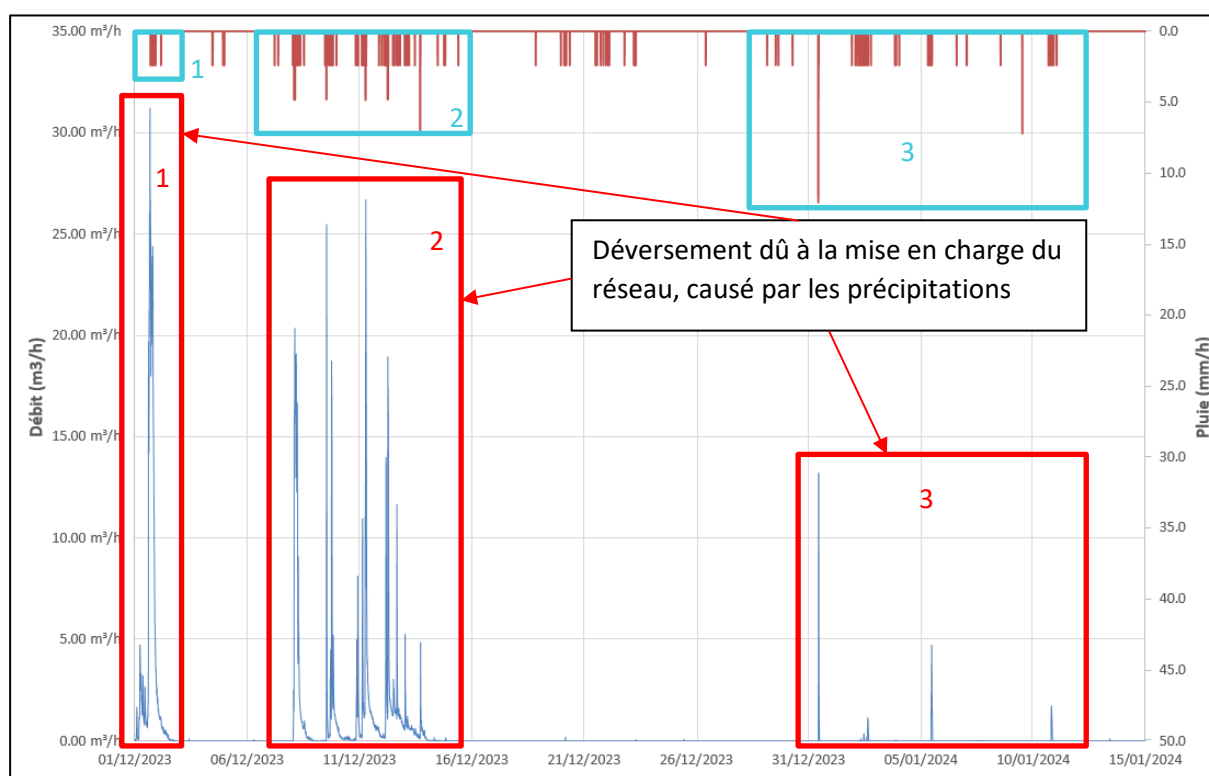 35.00 m³/h
30.00 m³/h
25.00 m³/h
20.00 m³/h
15.00 m³/h
10.00 m³/h
5.00 m³/h
0.00 m³/h
Débit (m3/h)
1
2
3
1
2
3
Déversement dû à la mise en charge du
réseau, causé par les précipitations
0.0
5.0
10.0
15.0
20.0
25.0
30.0
35.0
40.0
45.0
50.0
Pluie (mm/h)
01/12/2023
06/12/2023
11/12/2023
16/12/2023
21/12/2023
26/12/2023
31/12/2023
05/01/2024
10/01/2024
15/01/2024